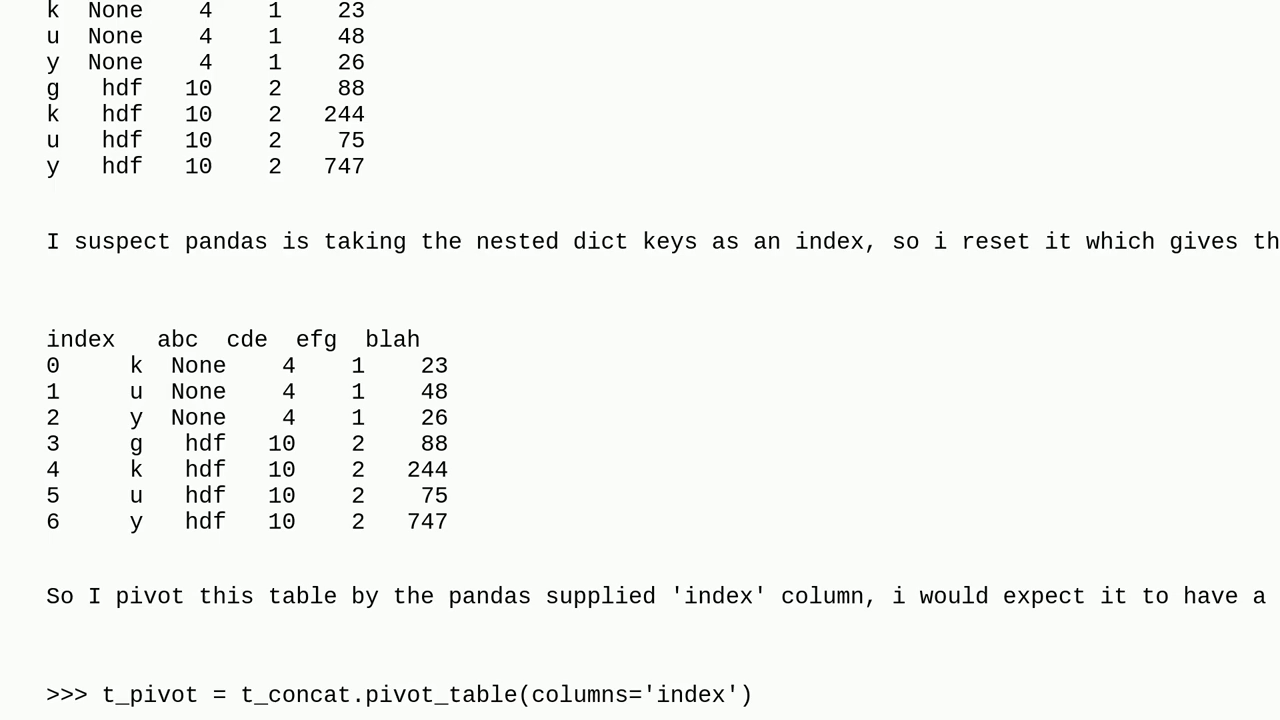 k  None    4    1    23
u  None    4    1    48
y  None    4    1    26
g   hdf   10    2    88
k   hdf   10    2   244
u   hdf   10    2    75
y   hdf   10    2   747
I suspect pandas is taking the nested dict keys as an index, so i reset it which gives th
index   abc  cde  efg  blah
0     k  None    4    1    23
1     u  None    4    1    48
2     y  None    4    1    26
3     g   hdf   10    2    88
4     k   hdf   10    2   244
5     u   hdf   10    2    75
6     y   hdf   10    2   747
So I pivot this table by the pandas supplied 'index' column, i would expect it to have a
>>> t_pivot = t_concat.pivot_table(columns='index')